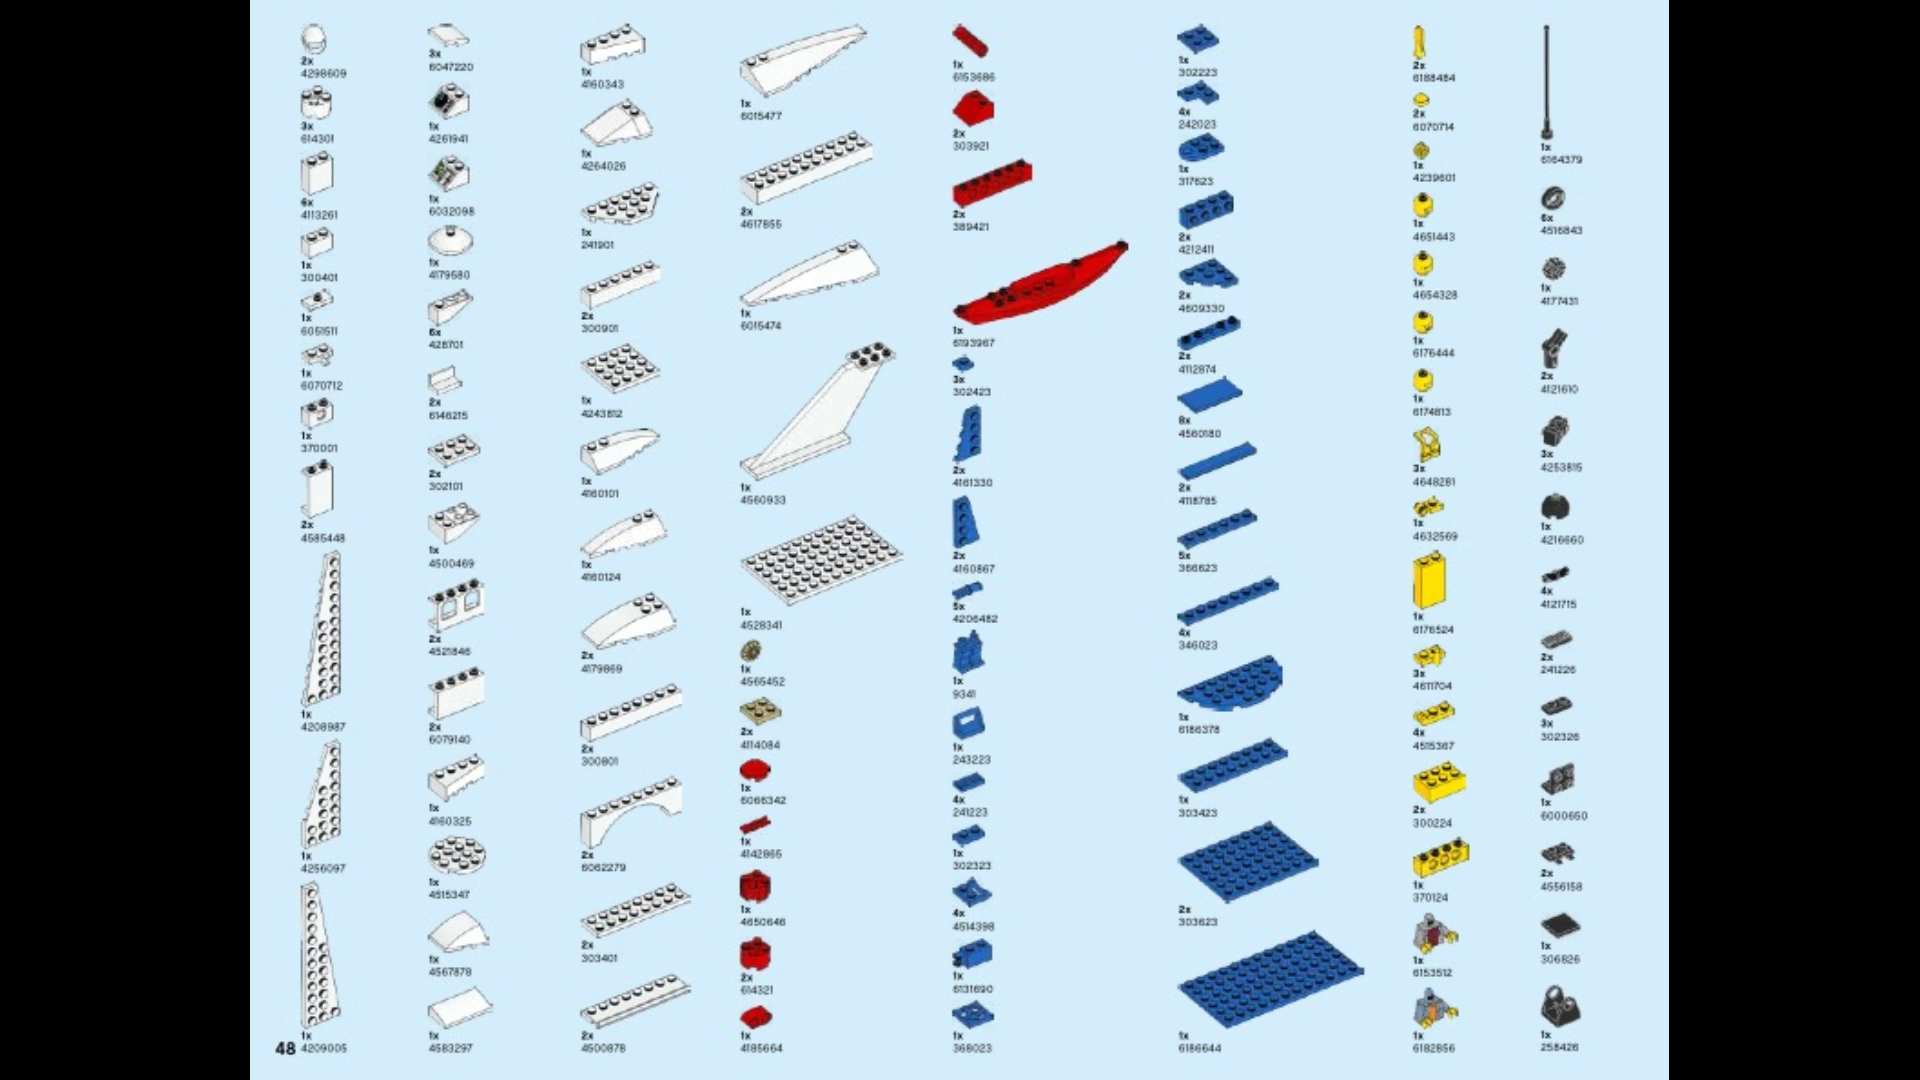 2x
4298609
3x
614301
6x
4113261
1x
300401
1x
6051511
1x
6070712
1x
370001
2x
4585448
1x
4208987
1x
4256097
1x
4209005
3x
6047220
1x
4261941
1x
6032098
1x
4179580
6x
428701
2x
6146215
2x
302101
1x
4500469
2x
4521846
2x
6079140
1x
4160325
1x
4515347
1x
4567878
1x
4583297
1x
4160343
1x
4264026
1x
241901
2x
300901
1x
4243812
1x
4160101
1x
4160124
2x
4179869
2x
300801
2x
6062279
2x
303401
2x
4500878
1x
6015477
2x
4617855
1x
6015474
1x
4560933
1x
4528341
1x
4565452
2x
4114084
1x
6066342
1x
4142865
1x
4650646
2x
614321
1x
4185664
1x
6153686
2x
303921
2x
389421
1x
6193967
3x
302423
2x
4161330
2x
4160867
5x
4206482
1x
9341
1x
243223
4x
241223
1x
302323
4x
4514398
1x
6131690
1x
368023
1x
302223
4x
242023
1x
317623
2x
4212411
2x
4609330
2x
4112874
8x
4560180
2x
4118785
5x
366623
4x
346023
1x
6186378
1x
303423
2x
303623
1x
6186644
2x
6188484
2x
6070714
1x
4239601
1x
4651443
1x
4654328
1x
6176444
1x
6174813
3x
4648281
1x
4632569
1x
6176524
3x
4611704
4x
4515367
2x
300224
1x
370124
1x
6153512
1x
6182856
1x
6164379
6x
4516843
1x
4177431
2x
4121610
3x
4253815
1x
4216660
4x
4121715
2x
241226
3x
302326
1x
6000650
2x
4556158
1x
306826
1x
258426
48